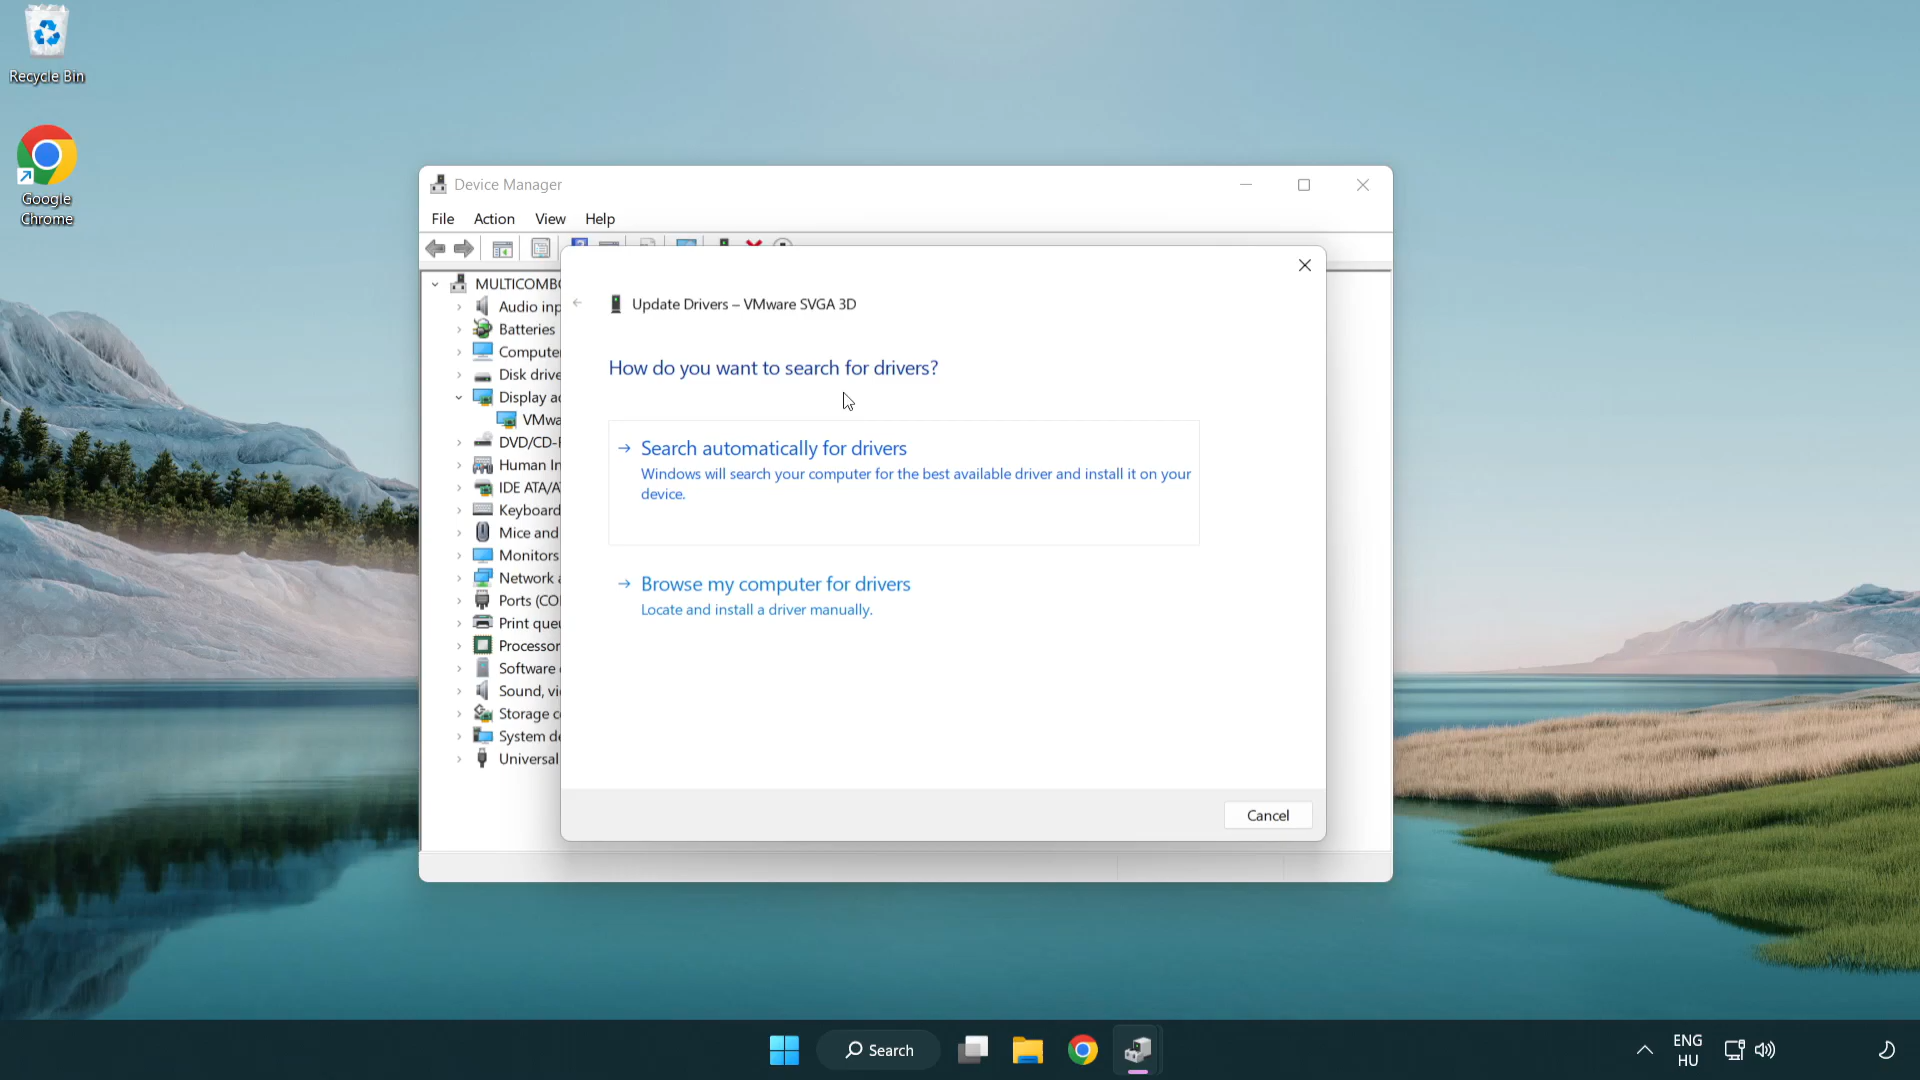 Recycle Bin
Google
Chrome
Device Manager
File Action View Help
MULTICOMBO
Audio inp
Batteries
Compute
Disk drive
Display a
VMwa
DVD/CD-
Human In
IDE ATA/A
Keyboard
Mice and
Monitors
Network a
Ports (CO
Print que
Processor
Software
Sound, vi
Storage c
System de
Universal
Update Drivers – VMware SVGA 3D
How do you want to search for drivers?
Search automatically for drivers
Windows will search your computer for the best available driver and install it on your
device.
Browse my computer for drivers
Locate and install a driver manually.
Cancel
Search
ENG
HU